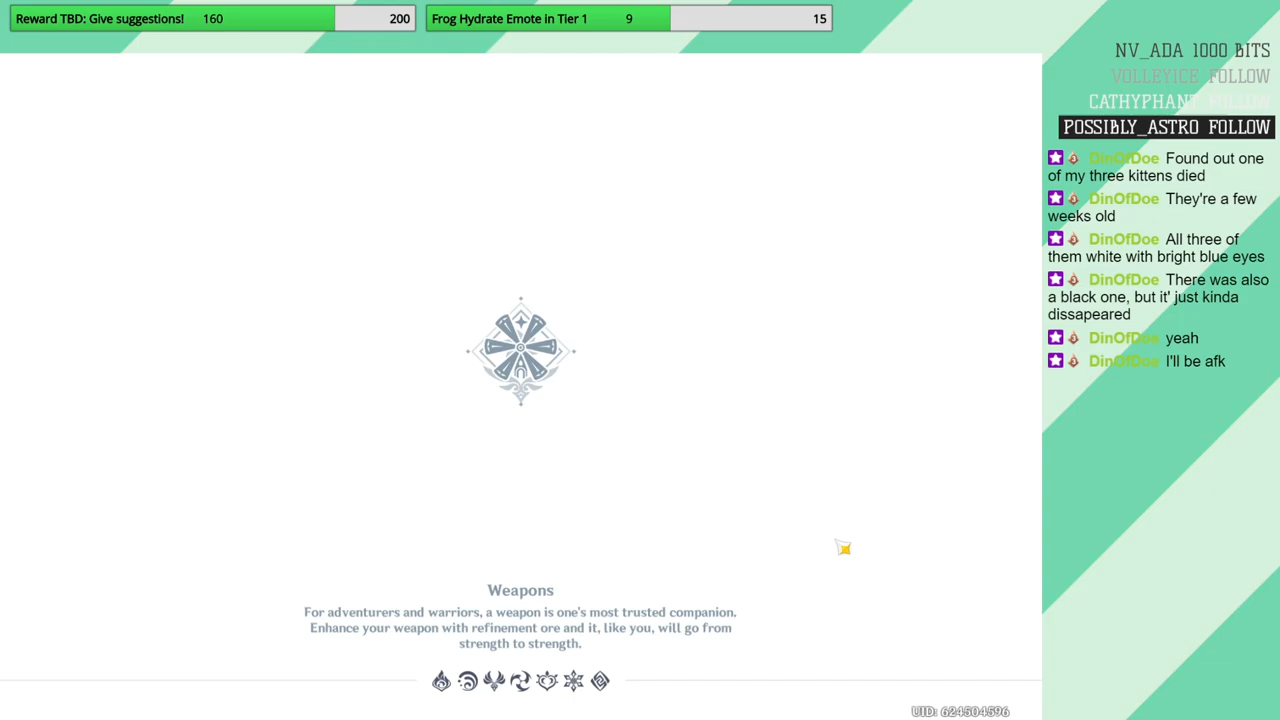 Reward TBD: Give suggestions! 160 200
Frog Hydrate Emote in Tier 1 9 15
NV_ADA 1000 BITS
VOLLEYICE FOLLOW
CATHYPHANT FOLLOW
POSSIBLY_ASTRO FOLLOW
DinOfDoe Found out one
of my three kittens died
DinOfDoe They're a few
weeks old
DinOfDoe All three of
them white with bright blue eyes
DinOfDoe There was also
a black one, but it' just kinda
dissapeared
DinOfDoe yeah
DinOfDoe I'll be afk
Weapons
For adventurers and warriors, a weapon is one's most trusted companion.
Enhance your weapon with refinement ore and it, like you, will go from
strength to strength.
UID: 624504596